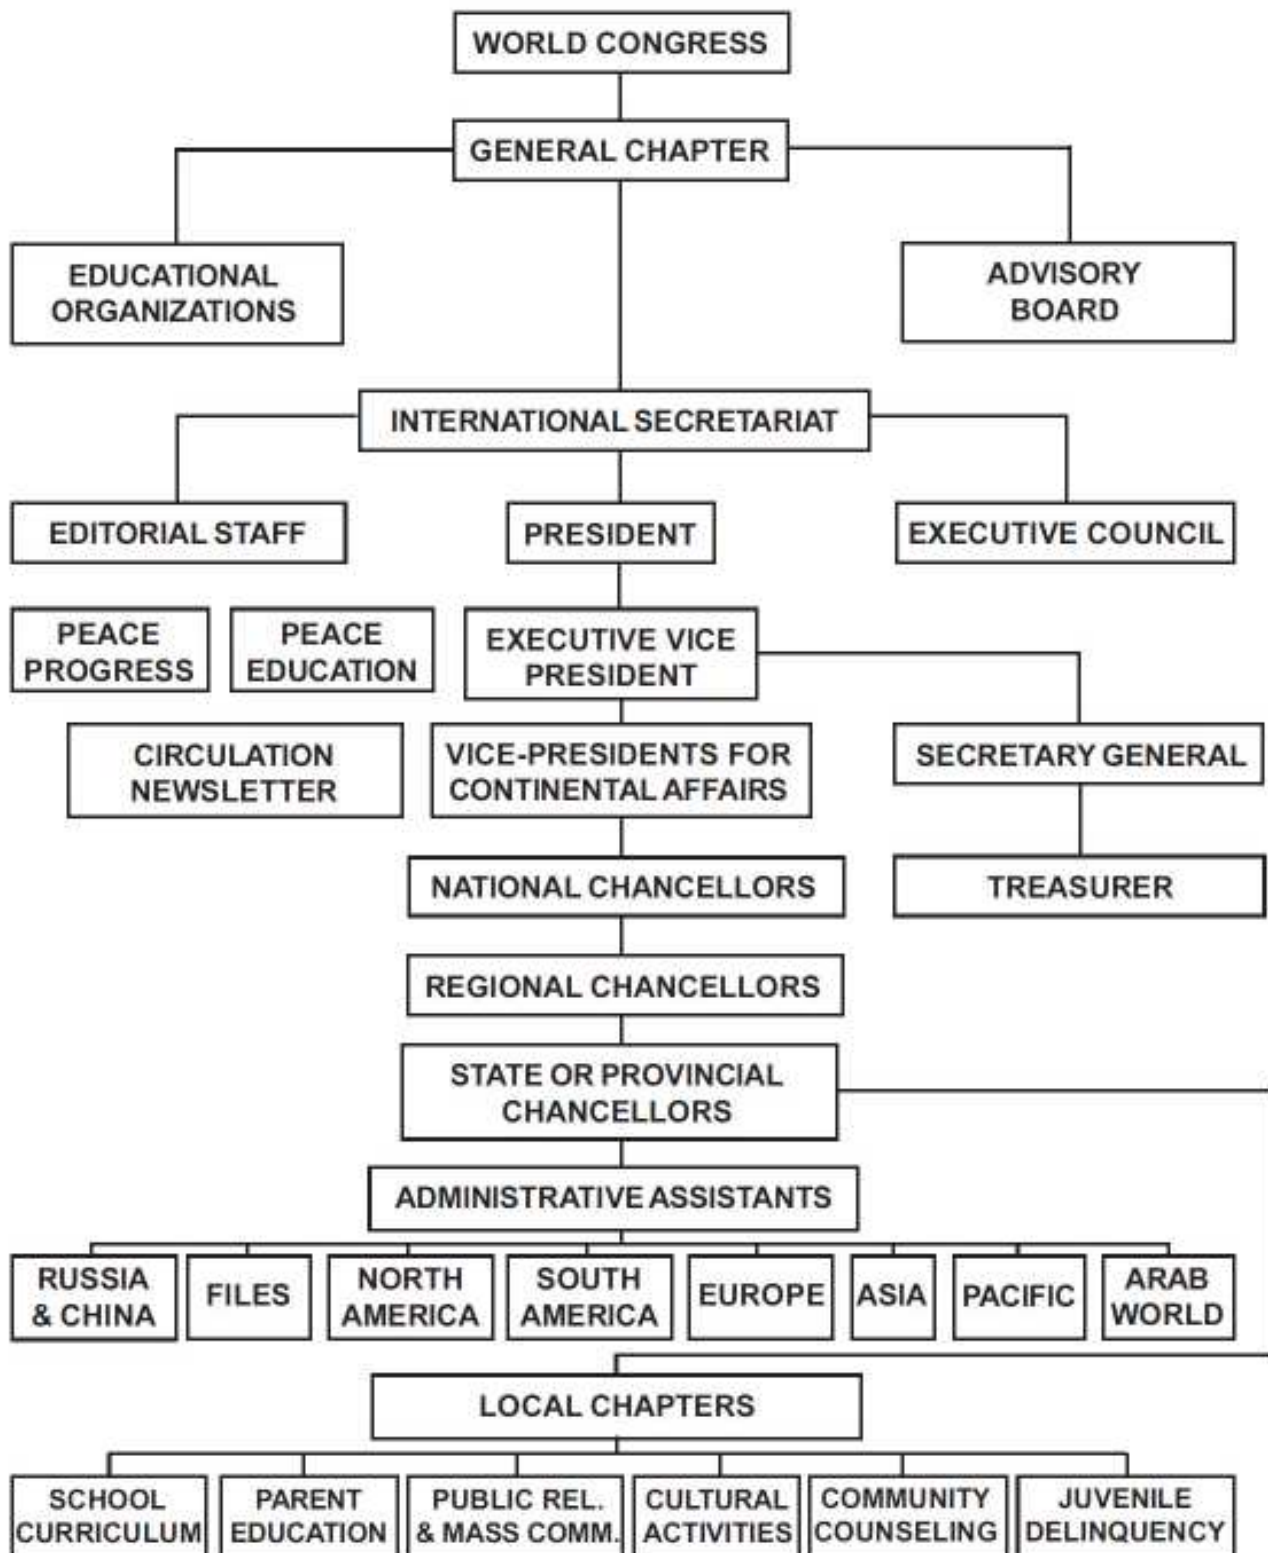 WORLD CONGRESS
GENERAL CHAPTER
EDUCATIONAL
ORGANIZATIONS
ADVISORY
BOARD
INTERNATIONAL SECRETARIAT
EDITORIAL STAFF
PRESIDENT
EXECUTIVE COUNCIL
PEACE
PROGRESS
PEACE
EDUCATION
EXECUTIVE VICE
PRESIDENT
CIRCULATION
NEWSLETTER
VICE-PRESIDENTS FOR
CONTINENTAL AFFAIRS
SECRETARY GENERAL
NATIONAL CHANCELLORS
TREASURER
REGIONAL CHANCELLORS
STATE OR PROVINCIAL
CHANCELLORS
ADMINISTRATIVE ASSISTANTS
RUSSIA
& CHINA
FILES
NORTH
AMERICA
SOUTH
AMERICA
EUROPE
ASIA
PACIFIC
ARAB
WORLD
LOCAL CHAPTERS
SCHOOL
CURRICULUM
PARENT
EDUCATION
PUBLIC REL.
& MASS COMM.
CULTURAL
ACTIVITIES
COMMUNITY
COUNSELING
JUVENILE
DELINQUENCY